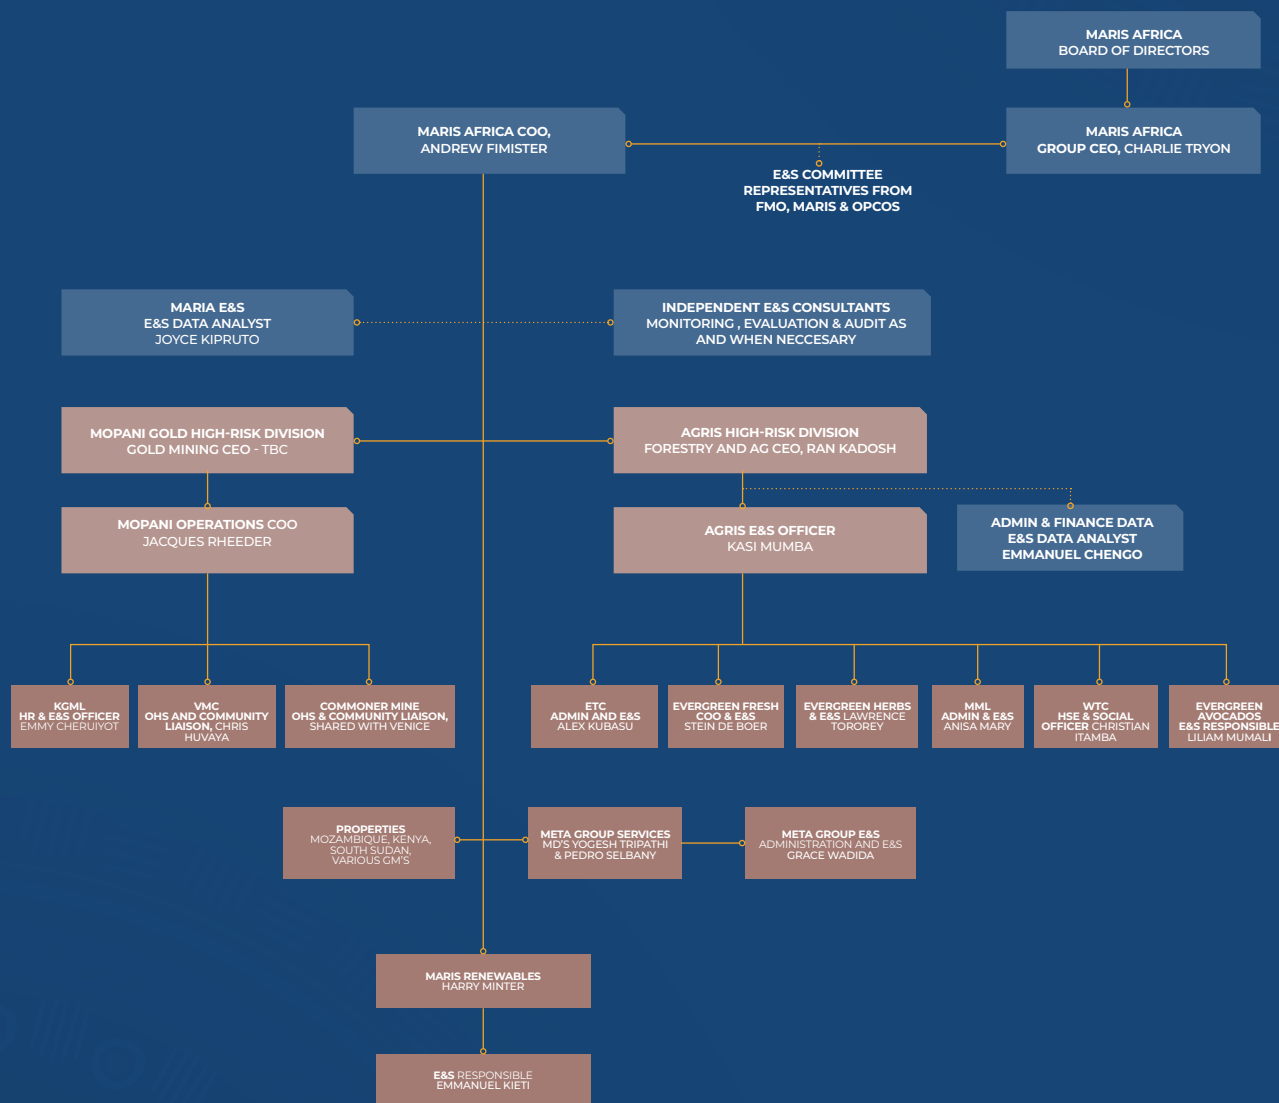 MARIS AFRICA
BOARD OF DIRECTORS
MARIS AFRICA COO,
ANDREW FIMISTER
MARIS AFRICA
GROUP CEO, CHARLIE TRYON
E&S COMMITTEE
REPRESENTATIVES FROM
FMO, MARIS & OPCOS
MARIA E&S
E&S DATA ANALYST
JOYCE KIPRUTO
INDEPENDENT E&S CONSULTANTS
MONITORING , EVALUATION & AUDIT AS
AND WHEN NECCESARY
MOPANI GOLD HIGH-RISK DIVISION
GOLD MINING CEO - TBC
AGRIS HIGH-RISK DIVISION
FORESTRY AND AG CEO, RAN KADOSH
MOPANI OPERATIONS COO
JACQUES RHEEDER
AGRIS E&S OFFICER
KASI MUMBA
ADMIN & FINANCE DATA
E&S DATA ANALYST
EMMANUEL CHENGO
KGML
HR & E&S OFFICER
EMMY CHERUIYOT
VMC
OHS AND COMMUNITY
LIAISON, CHRIS
HUVAYA
COMMONER MINE
OHS & COMMUNITY LIAISON,
SHARED WITH VENICE
ETC
ADMIN AND E&S
ALEX KUBASU
EVERGREEN FRESH
COO & E&S
STEIN DE BOER
EVERGREEN HERBS
& E&S LAWRENCE
TOROREY
MML
ADMIN & E&S
ANISA MARY
WTC
HSE & SOCIAL
OFFICER CHRISTIAN
ITAMBA
EVERGREEN
AVOCADOS
E&S RESPONSIBLE
LILIAM MUMALI
PROPERTIES
MOZAMBIQUE, KENYA,
SOUTH SUDAN,
VARIOUS GM'S
META GROUP SERVICES
MD'S YOGESH TRIPATHI
& PEDRO SELBANY
META GROUP E&S
ADMINISTRATION AND E&S
GRACE WADIDA
MARIS RENEWABLES
HARRY MINTER
E&S RESPONSIBLE
EMMANUEL KIETI